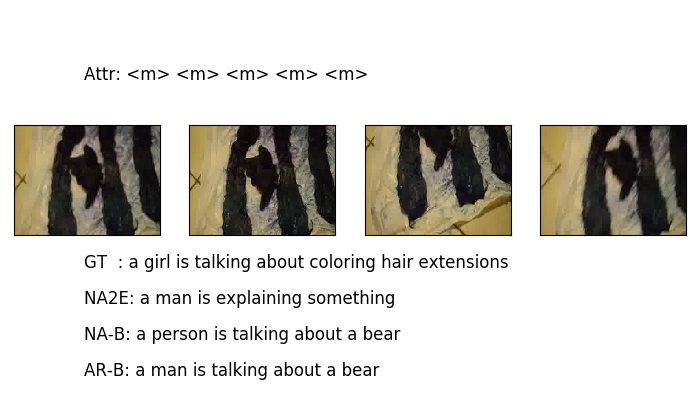 Attr: <m> <m> <m> <m> <m>
GT : a girl is talking about coloring hair extensions
NA2E: a man is explaining something
NA-B: a person is talking about a bear
AR-B: a man is talking about a bear